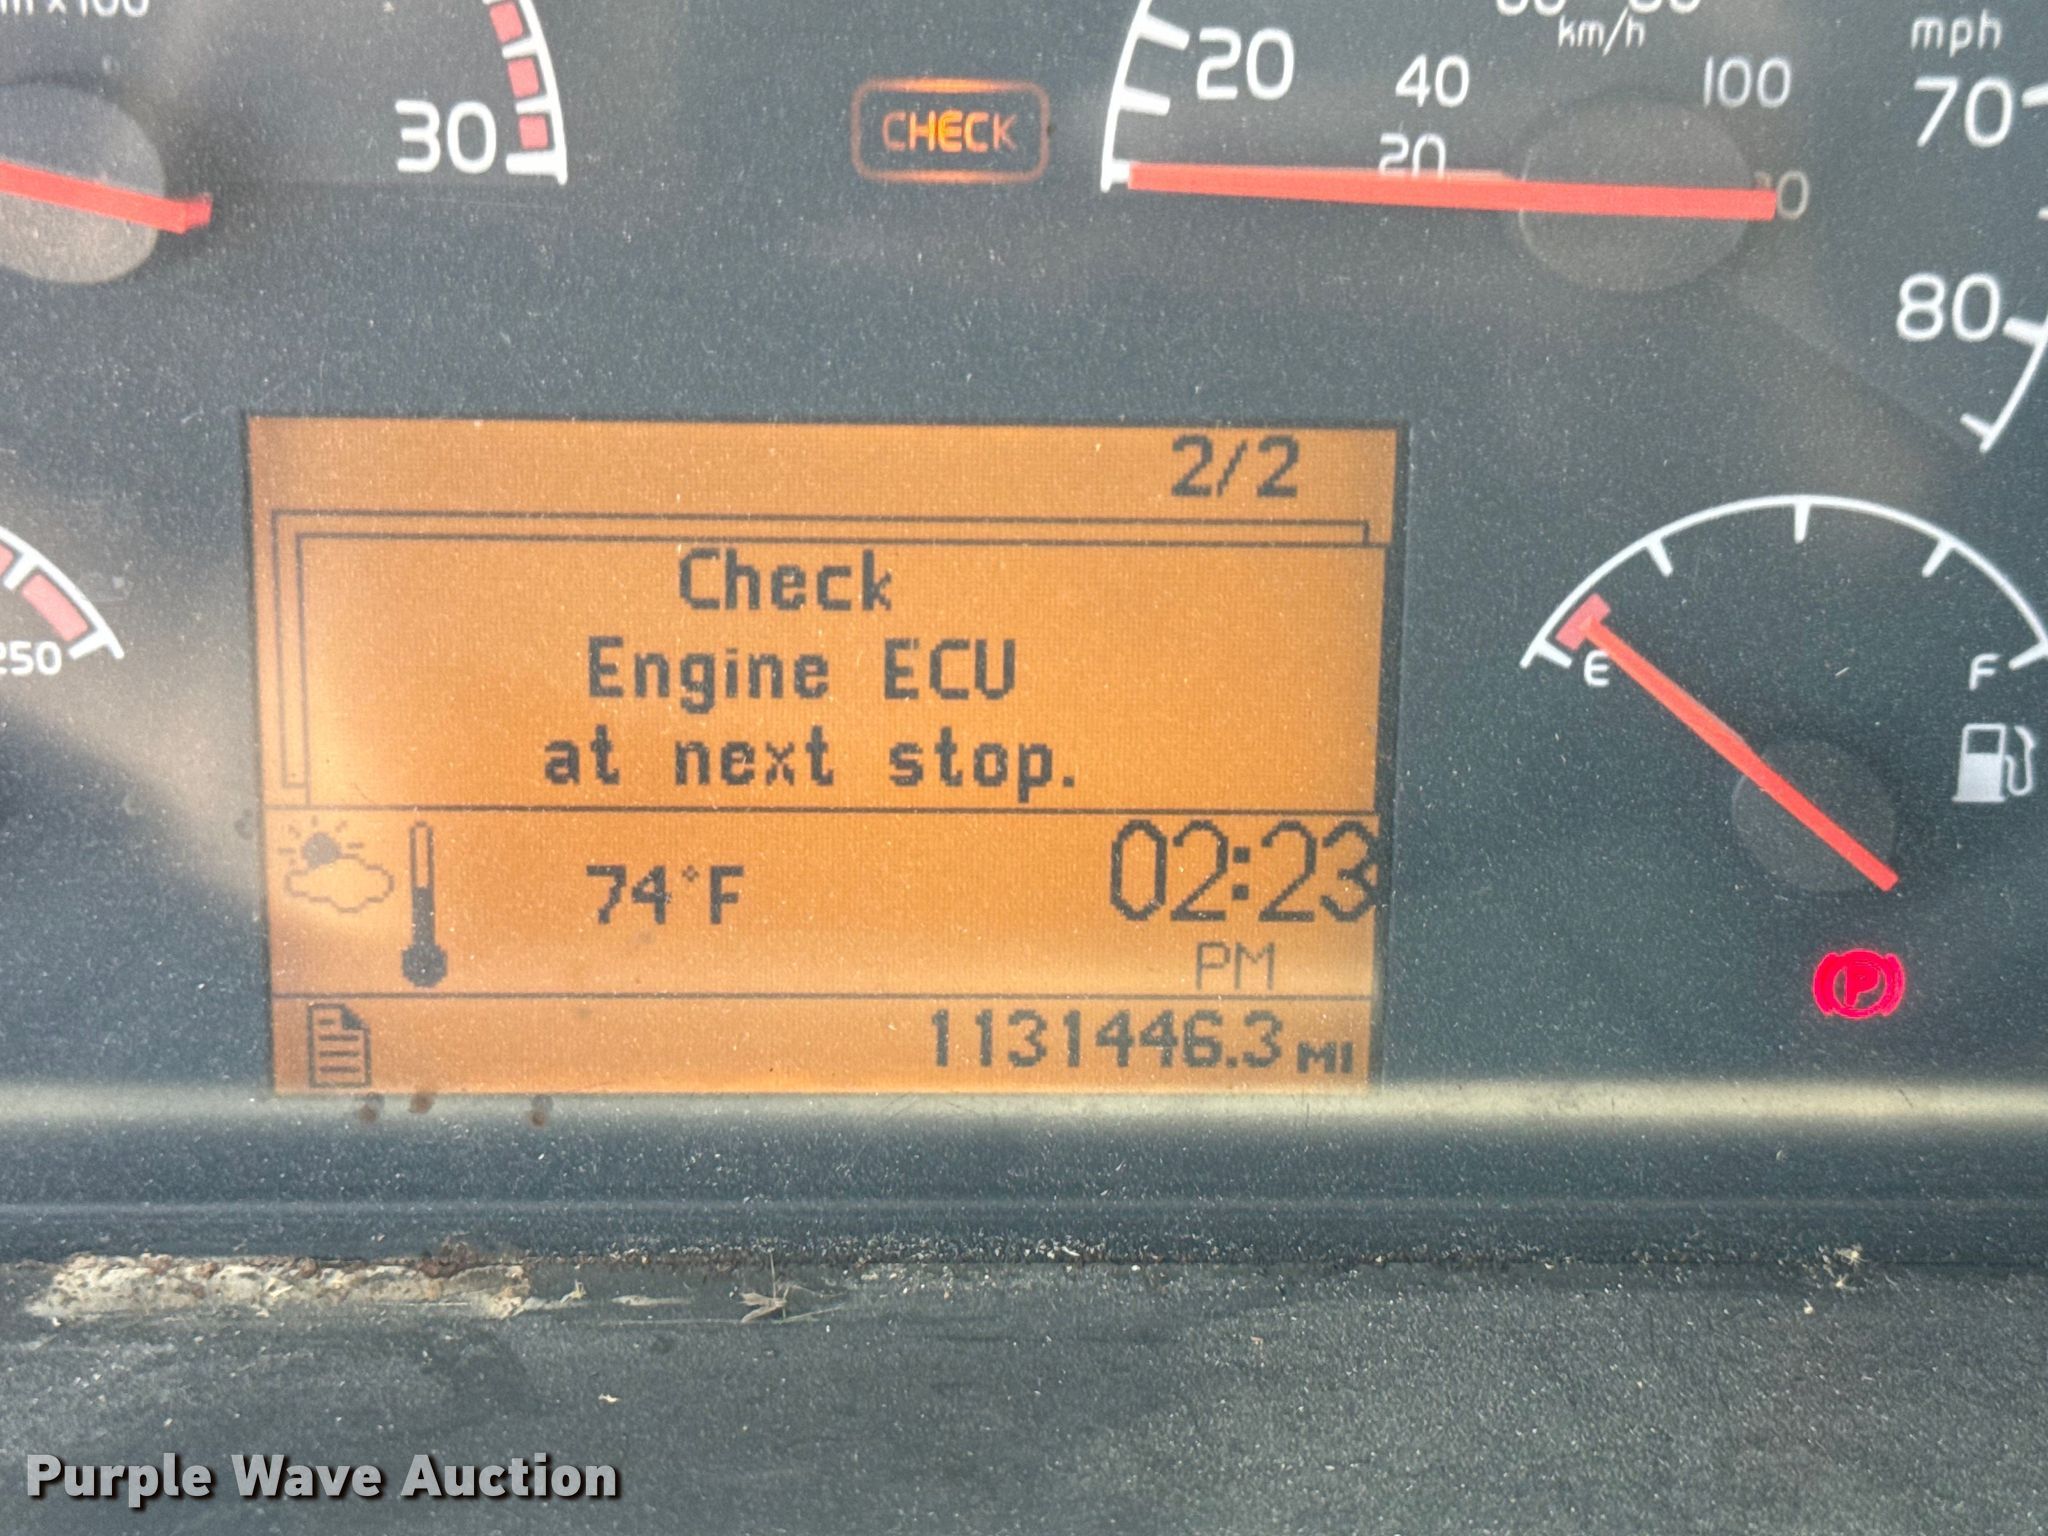 30
CHECK
20
40
100
km/h
20
mph
70
80
250
2/2
Check
Engine ECU
at next stop.
74°F
02:23
PM
1131446.3 MI
E
F
P
Purple Wave Auction